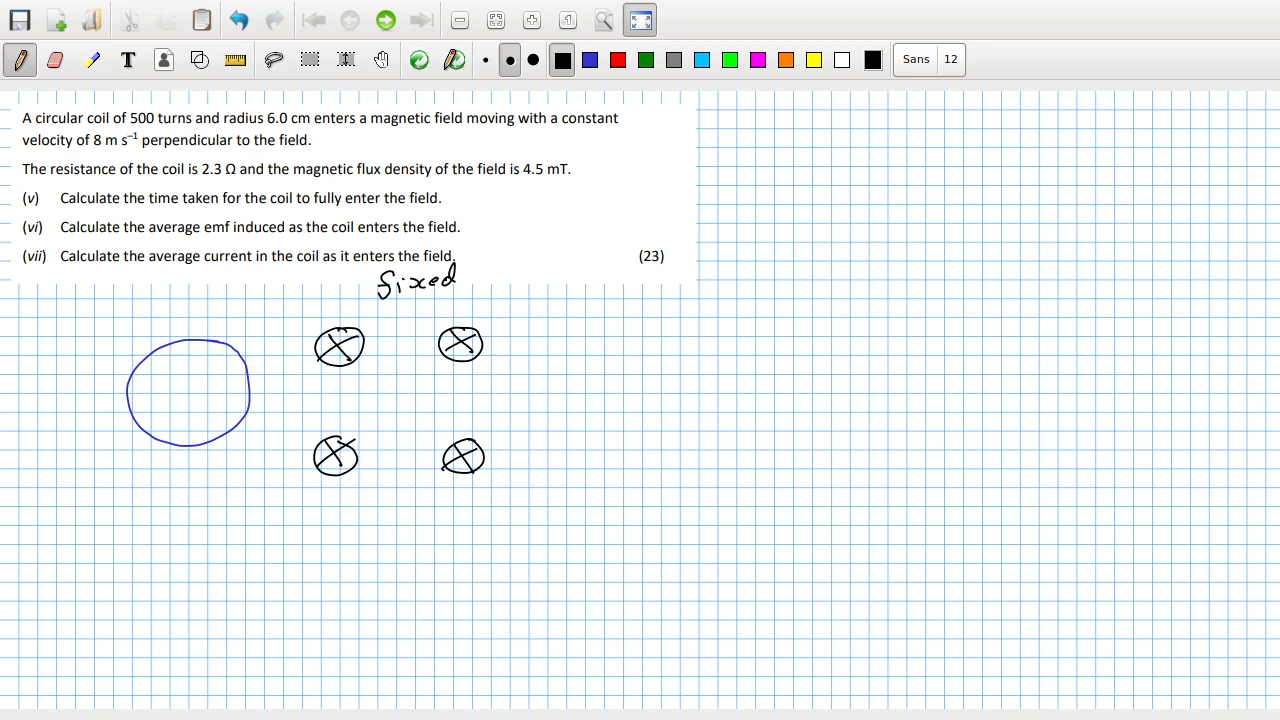 Sans 12
A circular coil of 500 turns and radius 6.0 cm enters a magnetic field moving with a constant
velocity of 8 m s⁻¹ perpendicular to the field.
The resistance of the coil is 2.3 Ω and the magnetic flux density of the field is 4.5 mT.
(v) Calculate the time taken for the coil to fully enter the field.
(vi) Calculate the average emf induced as the coil enters the field.
(vii) Calculate the average current in the coil as it enters the field. (23)
fixed